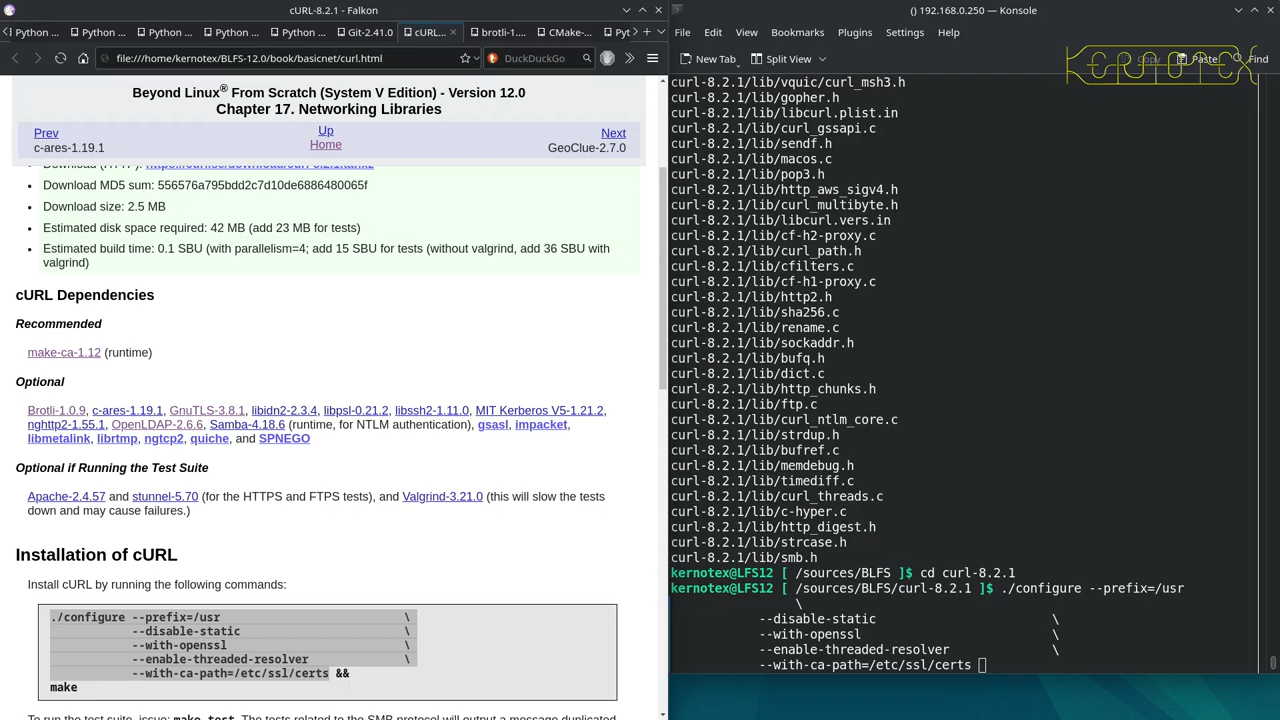 cURL-8.2.1 - Falkon
Python ... Python ... Python ... Python ... Python ... Git-2.41.0 cURL... brotli-1.... CMake-... Pyt
file:///home/kernotex/BLFS-12.0/book/basicnet/curl.html
DuckDuckGo
Beyond Linux® From Scratch (System V Edition) - Version 12.0
Chapter 17. Networking Libraries
Prev Up Next
c-ares-1.19.1 Home GeoClue-2.7.0
Download MD5 sum: 556576a795bdd2c7d10de6886480065f
Download size: 2.5 MB
Estimated disk space required: 42 MB (add 23 MB for tests)
Estimated build time: 0.1 SBU (with parallelism=4; add 15 SBU for tests (without valgrind, add 36 SBU with
valgrind)
cURL Dependencies
Recommended
make-ca-1.12 (runtime)
Optional
Brotli-1.0.9, c-ares-1.19.1, GnuTLS-3.8.1, libidn2-2.3.4, libpsl-0.21.2, libssh2-1.11.0, MIT Kerberos V5-1.21.2,
nghttp2-1.55.1, OpenLDAP-2.6.6, Samba-4.18.6 (runtime, for NTLM authentication), gsasl, impacket,
libmetalink, librtmp, ngtcp2, quiche, and SPNEGO
Optional if Running the Test Suite
Apache-2.4.57 and stunnel-5.70 (for the HTTPS and FTPS tests), and Valgrind-3.21.0 (this will slow the tests
down and may cause failures.)
Installation of cURL
Install cURL by running the following commands:
./configure --prefix=/usr \
--disable-static \
--with-openssl \
--enable-threaded-resolver \
--with-ca-path=/etc/ssl/certs &&
make
To run the test suite, issue: make test. The tests related to the SMB protocol will output a message duplicated
() 192.168.0.250 — Konsole
File Edit View Bookmarks Plugins Settings Help
New Tab Split View Copy Paste Find
KERNOTEX
curl-8.2.1/lib/vquic/curl_msh3.h
curl-8.2.1/lib/gopher.h
curl-8.2.1/lib/libcurl.plist.in
curl-8.2.1/lib/curl_gssapi.c
curl-8.2.1/lib/sendf.h
curl-8.2.1/lib/macos.c
curl-8.2.1/lib/pop3.h
curl-8.2.1/lib/http_aws_sigv4.h
curl-8.2.1/lib/curl_multibyte.h
curl-8.2.1/lib/libcurl.vers.in
curl-8.2.1/lib/cf-h2-proxy.c
curl-8.2.1/lib/curl_path.h
curl-8.2.1/lib/cfilters.c
curl-8.2.1/lib/cf-h1-proxy.c
curl-8.2.1/lib/http2.h
curl-8.2.1/lib/sha256.c
curl-8.2.1/lib/rename.c
curl-8.2.1/lib/sockaddr.h
curl-8.2.1/lib/bufq.h
curl-8.2.1/lib/dict.c
curl-8.2.1/lib/http_chunks.h
curl-8.2.1/lib/ftp.c
curl-8.2.1/lib/curl_ntlm_core.c
curl-8.2.1/lib/strdup.h
curl-8.2.1/lib/bufref.c
curl-8.2.1/lib/memdebug.h
curl-8.2.1/lib/timediff.c
curl-8.2.1/lib/curl_threads.c
curl-8.2.1/lib/c-hyper.c
curl-8.2.1/lib/http_digest.h
curl-8.2.1/lib/strcase.h
curl-8.2.1/lib/smb.h
kernotex@LFS12 [ /sources/BLFS ]$ cd curl-8.2.1
kernotex@LFS12 [ /sources/BLFS/curl-8.2.1 ]$ ./configure --prefix=/usr
\
--disable-static \
--with-openssl \
--enable-threaded-resolver \
--with-ca-path=/etc/ssl/certs